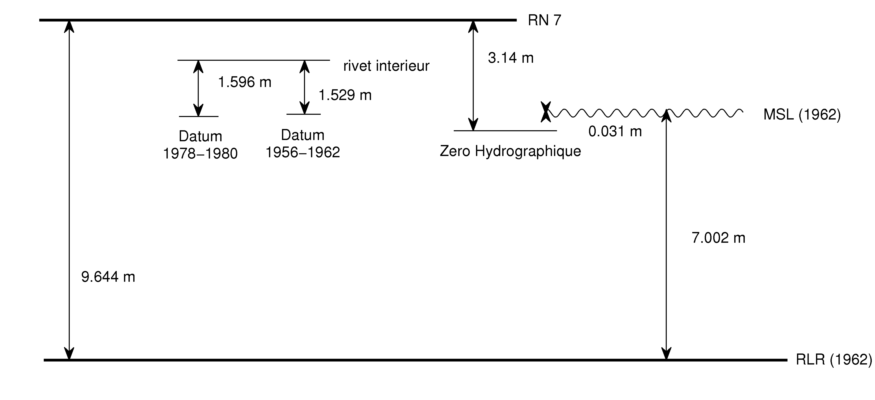 RN 7
3.14 m
rivet interieur
1.596 m
1.529 m
MSL (1962)
0.031 m
Datum
1978−1980
Datum
1956−1962
Zero Hydrographique
7.002 m
9.644 m
RLR (1962)